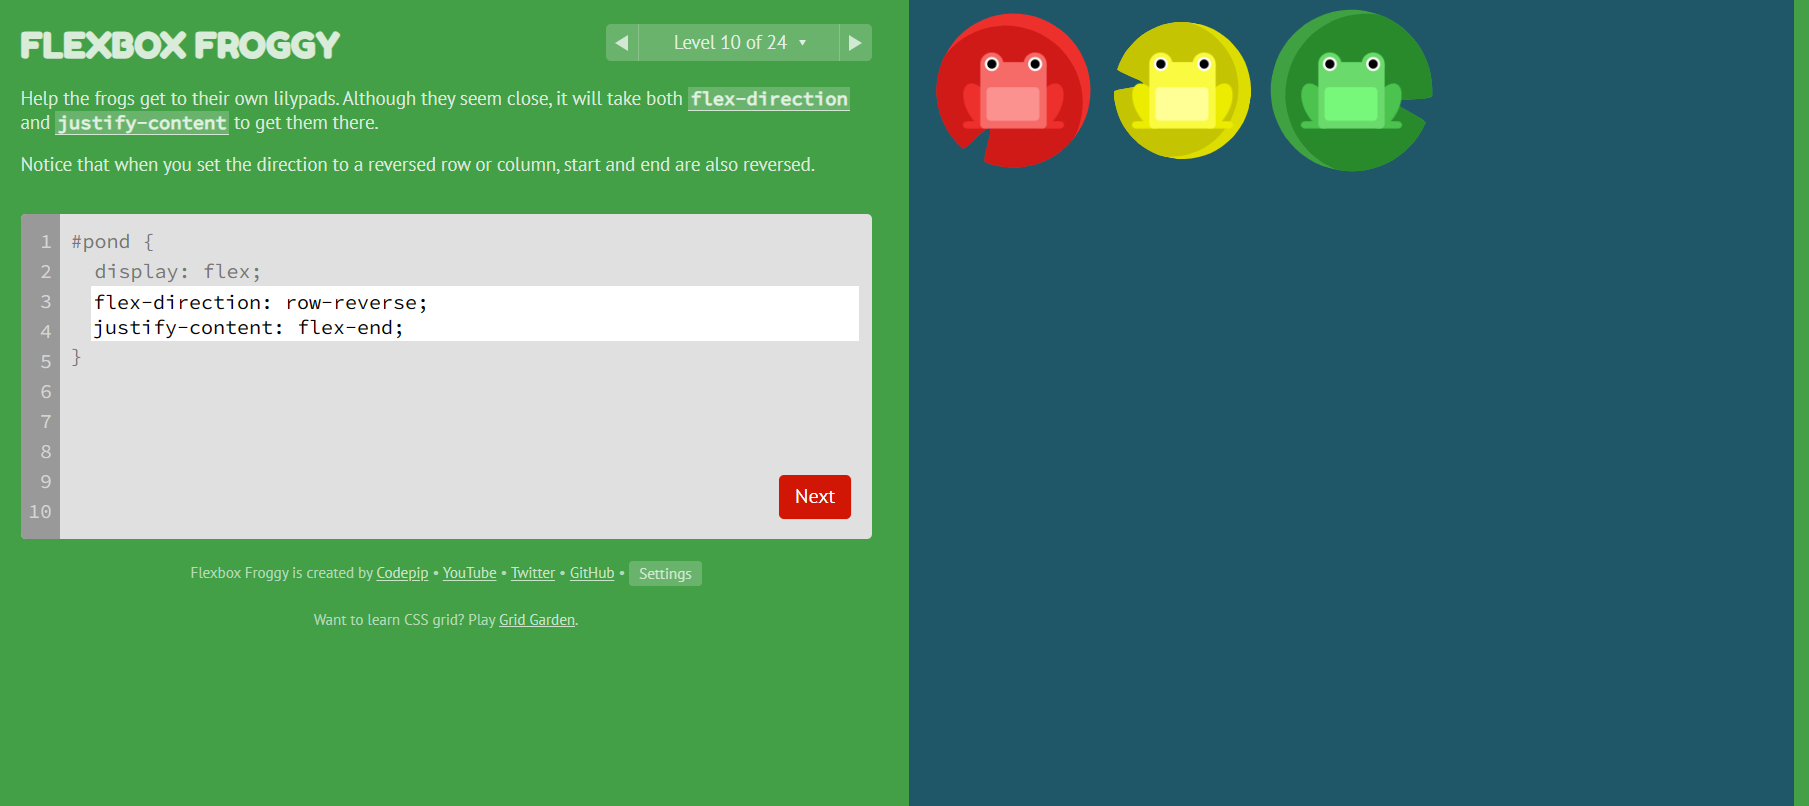 FLEXBOX FROGGY
Level 10 of 24
Help the frogs get to their own lilypads. Although they seem close, it will take both flex-direction
and justify-content to get them there.
Notice that when you set the direction to a reversed row or column, start and end are also reversed.
1 #pond {
2 display: flex;
3 flex-direction: row-reverse;
4 justify-content: flex-end;
5 }
6
7
8
9
10
Next
Flexbox Froggy is created by Codepip • YouTube • Twitter • GitHub • Settings
Want to learn CSS grid? Play Grid Garden.